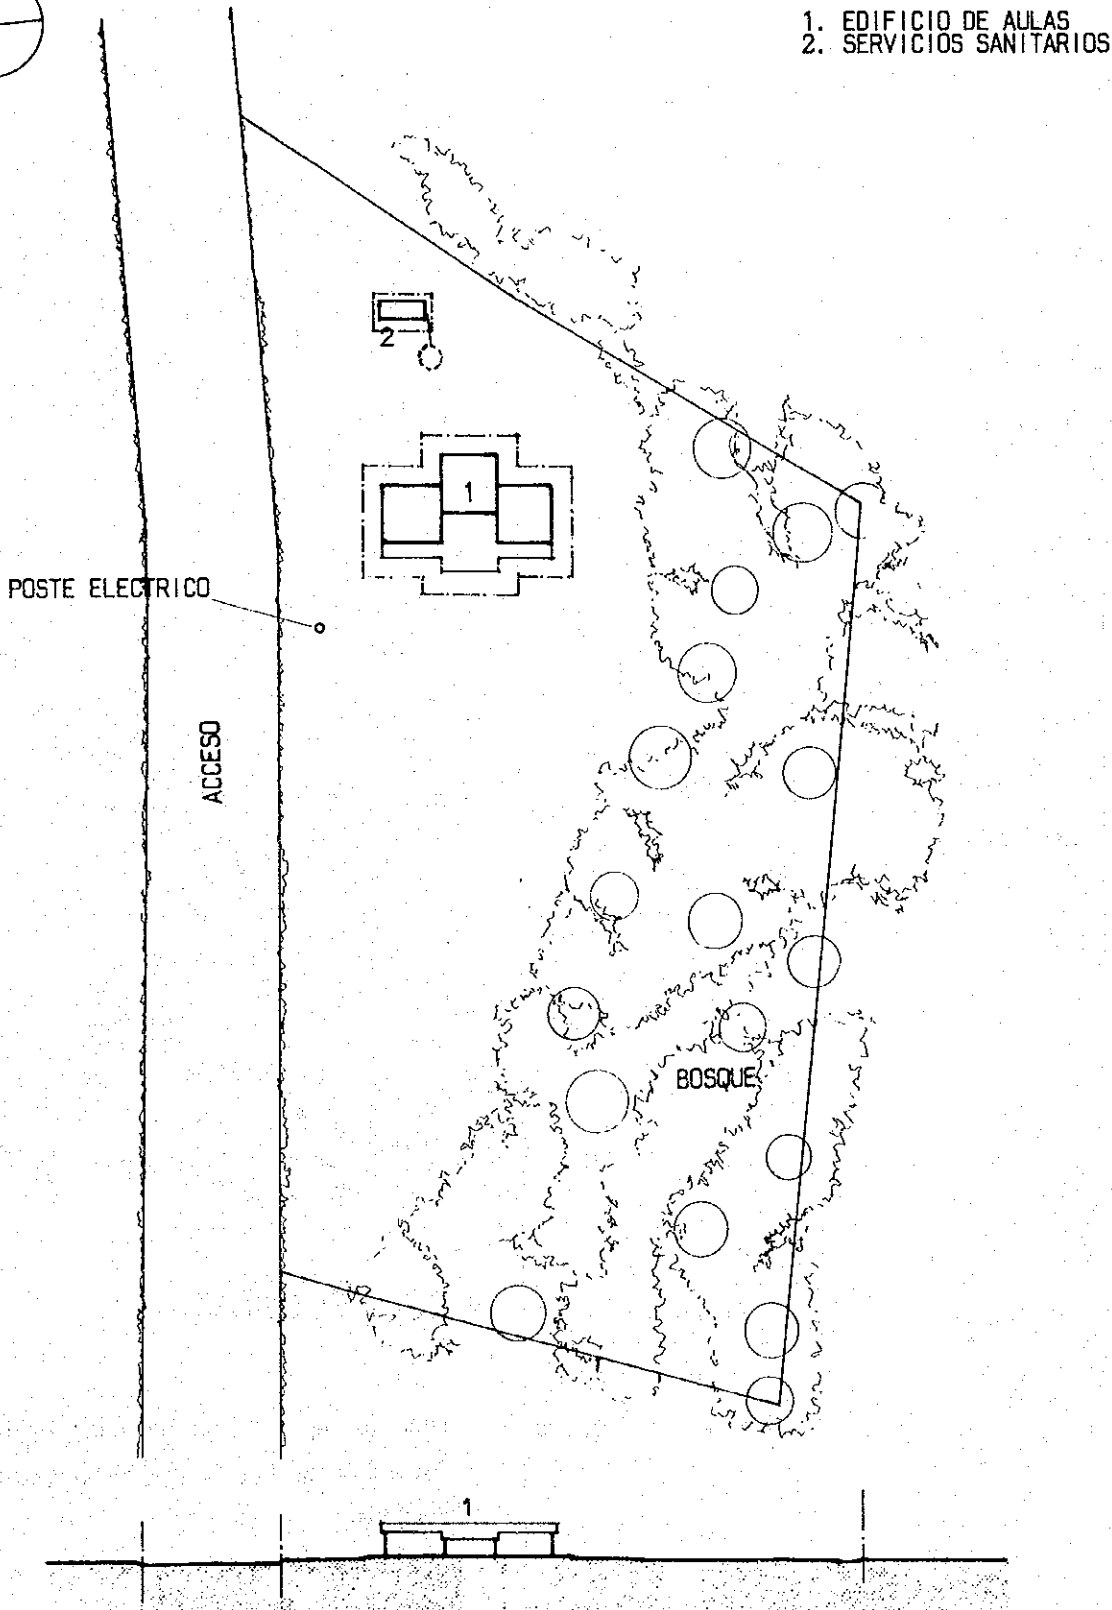 1. EDIFICIO DE AULAS
2. SERVICIOS SANITARIOS
2
1
POSTE ELECTRICO
ACCESO
BOSQUE
1